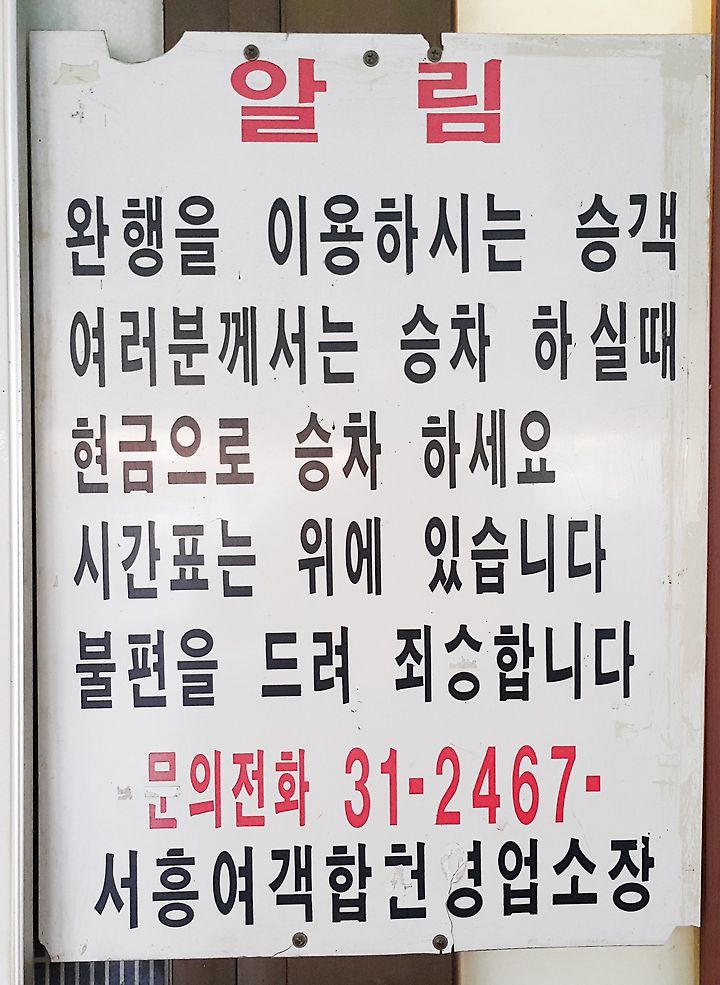 알 림
완행을 이용하시는 승객
여러분께서는 승차 하실때
현금으로 승차 하세요
시간표는 위에 있습니다
불편을 드려 죄승합니다
문의전화 31-2467-
서흥여객합천영업소장